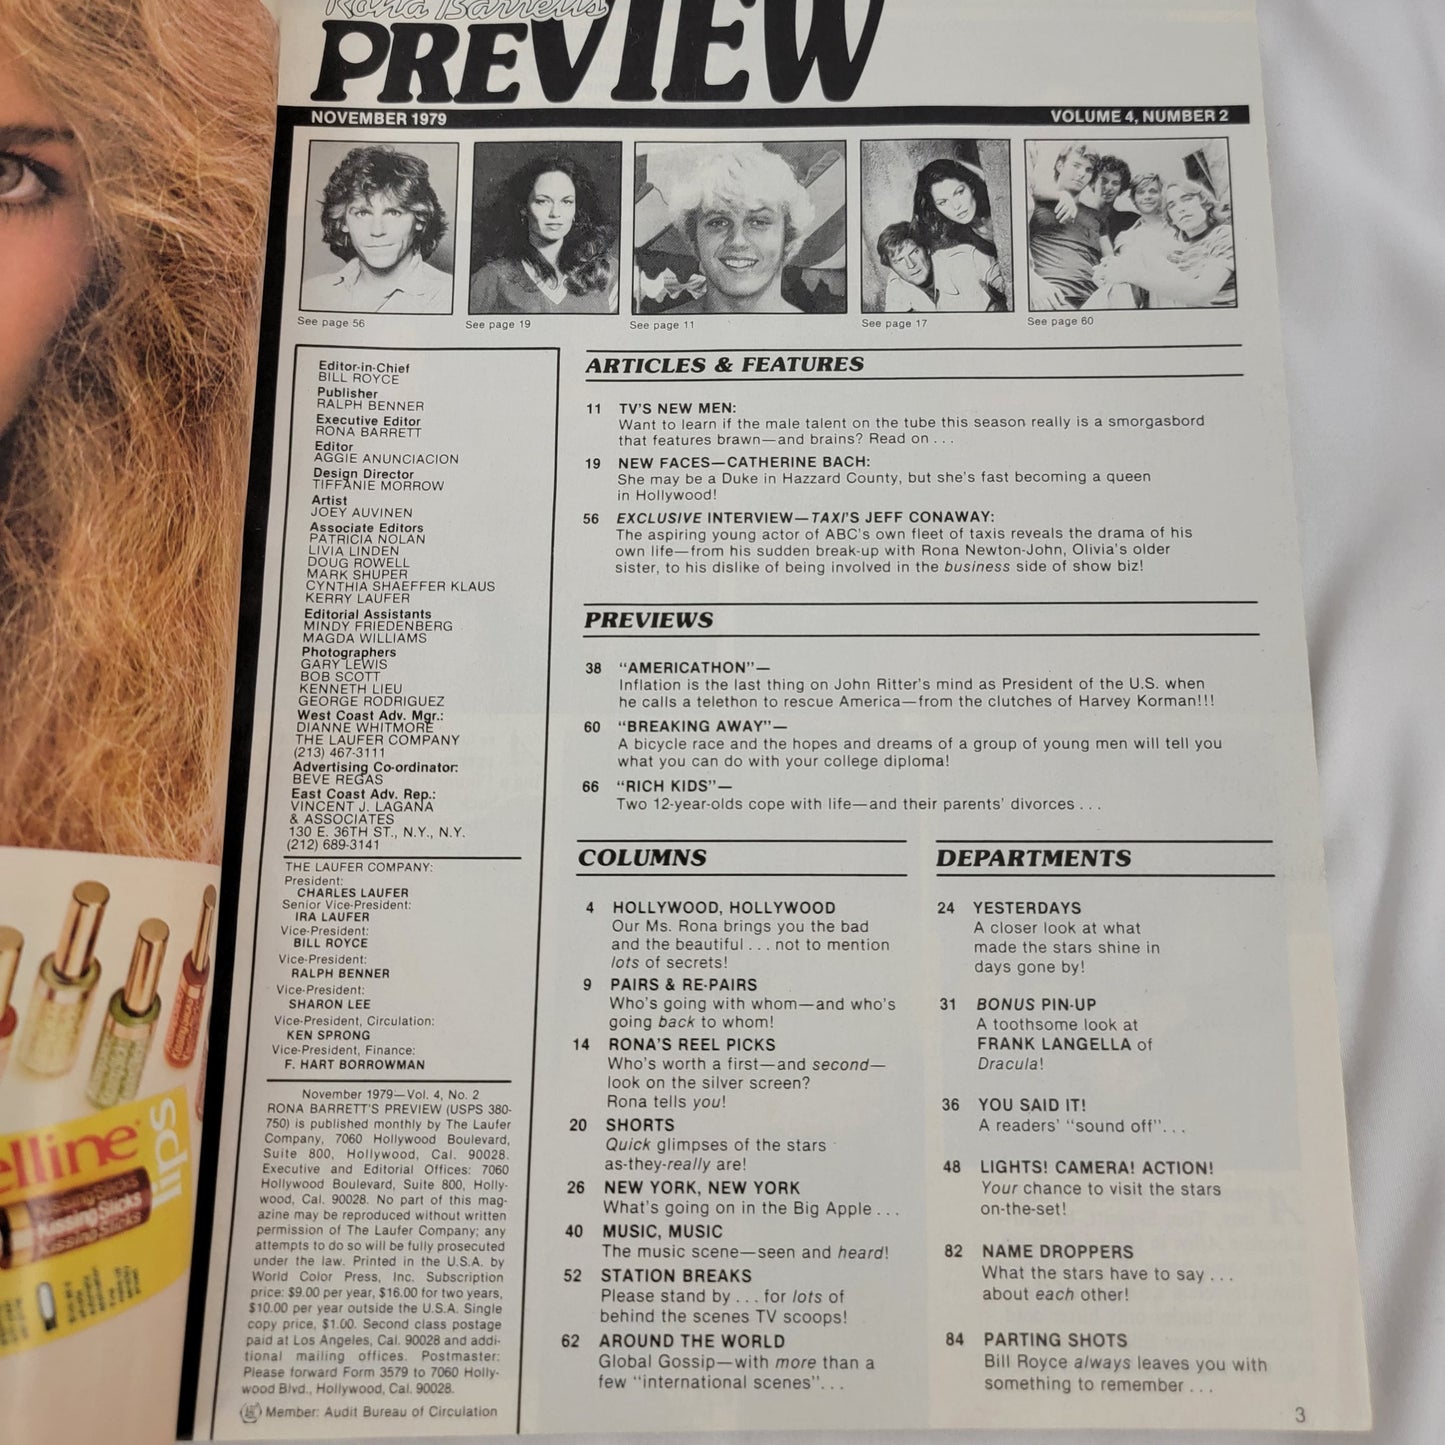 Rona Barrett's
PREVIEW
NOVEMBER 1979
VOLUME 4, NUMBER 2
See page 56
See page 19
See page 11
See page 17
See page 60
Editor-in-Chief
BILL ROYCE
Publisher
RALPH BENNER
Executive Editor
RONA BARRETT
Editor
AGGIE ANUNCIACION
Design Director
TIFFANIE MORROW
Artist
JOEY AUVINEN
Associate Editors
PATRICIA NOLAN
LIVIA LINDEN
DOUG ROWELL
MARK SHUPER
CYNTHIA SHAEFFER KLAUS
KERRY LAUFER
Editorial Assistants
MINDY FRIEDENBERG
MAGDA WILLIAMS
Photographers
GARY LEWIS
BOB SCOTT
KENNETH LIEU
GEORGE RODRIGUEZ
West Coast Adv. Mgr.:
DIANNE WHITMORE
THE LAUFER COMPANY
(213) 467-3111
Advertising Co-ordinator:
BEVE REGAS
East Coast Adv. Rep.:
VINCENT J. LAGANA
& ASSOCIATES
130 E. 36TH ST., N.Y., N.Y.
(212) 689-3141
THE LAUFER COMPANY:
President:
CHARLES LAUFER
Senior Vice-President:
IRA LAUFER
Vice-President:
BILL ROYCE
Vice-President:
RALPH BENNER
Vice-President:
SHARON LEE
Vice-President, Circulation:
KEN SPRONG
Vice-President, Finance:
F. HART BORROWMAN
November 1979—Vol. 4, No. 2
RONA BARRETT'S PREVIEW (USPS 380-
750) is published monthly by The Laufer
Company, 7060 Hollywood Boulevard,
Suite 800, Hollywood, Cal. 90028.
Executive and Editorial Offices: 7060
Hollywood Boulevard, Suite 800, Holly-
wood, Cal. 90028. No part of this mag-
azine may be reproduced without written
permission of The Laufer Company; any
attempts to do so will be fully prosecuted
under the law. Printed in the U.S.A. by
World Color Press, Inc. Subscription
price: $9.00 per year, $16.00 for two years,
$10.00 per year outside the U.S.A. Single
copy price, $1.00. Second class postage
paid at Los Angeles, Cal. 90028 and addi-
tional mailing offices. Postmaster:
Please forward Form 3579 to 7060 Holly-
wood Blvd., Hollywood, Cal. 90028.
Member: Audit Bureau of Circulation
ARTICLES & FEATURES
11 TV'S NEW MEN:
Want to learn if the male talent on the tube this season really is a smorgasbord
that features brawn—and brains? Read on . . .
19 NEW FACES—CATHERINE BACH:
She may be a Duke in Hazzard County, but she's fast becoming a queen
in Hollywood!
56 EXCLUSIVE INTERVIEW—TAXI'S JEFF CONAWAY:
The aspiring young actor of ABC's own fleet of taxis reveals the drama of his
own life—from his sudden break-up with Rona Newton-John, Olivia's older
sister, to his dislike of being involved in the business side of show biz!
PREVIEWS
38 "AMERICATHON"—
Inflation is the last thing on John Ritter's mind as President of the U.S. when
he calls a telethon to rescue America—from the clutches of Harvey Korman!!!
60 "BREAKING AWAY"—
A bicycle race and the hopes and dreams of a group of young men will tell you
what you can do with your college diploma!
66 "RICH KIDS"—
Two 12-year-olds cope with life—and their parents' divorces . . .
COLUMNS
4 HOLLYWOOD, HOLLYWOOD
Our Ms. Rona brings you the bad
and the beautiful . . . not to mention
lots of secrets!
9 PAIRS & RE-PAIRS
Who's going with whom—and who's
going back to whom!
14 RONA'S REEL PICKS
Who's worth a first—and second—
look on the silver screen?
Rona tells you!
20 SHORTS
Quick glimpses of the stars
as-they-really are!
26 NEW YORK, NEW YORK
What's going on in the Big Apple . . .
40 MUSIC, MUSIC
The music scene—seen and heard!
52 STATION BREAKS
Please stand by . . . for lots of
behind the scenes TV scoops!
62 AROUND THE WORLD
Global Gossip—with more than a
few "international scenes" . . .
DEPARTMENTS
24 YESTERDAYS
A closer look at what
made the stars shine in
days gone by!
31 BONUS PIN-UP
A toothsome look at
FRANK LANGELLA of
Dracula!
36 YOU SAID IT!
A readers' "sound off" . . .
48 LIGHTS! CAMERA! ACTION!
Your chance to visit the stars
on-the-set!
82 NAME DROPPERS
What the stars have to say . . .
about each other!
84 PARTING SHOTS
Bill Royce always leaves you with
something to remember . . .
3
elline
lips
Kissing Sticks
Kissing Sticks